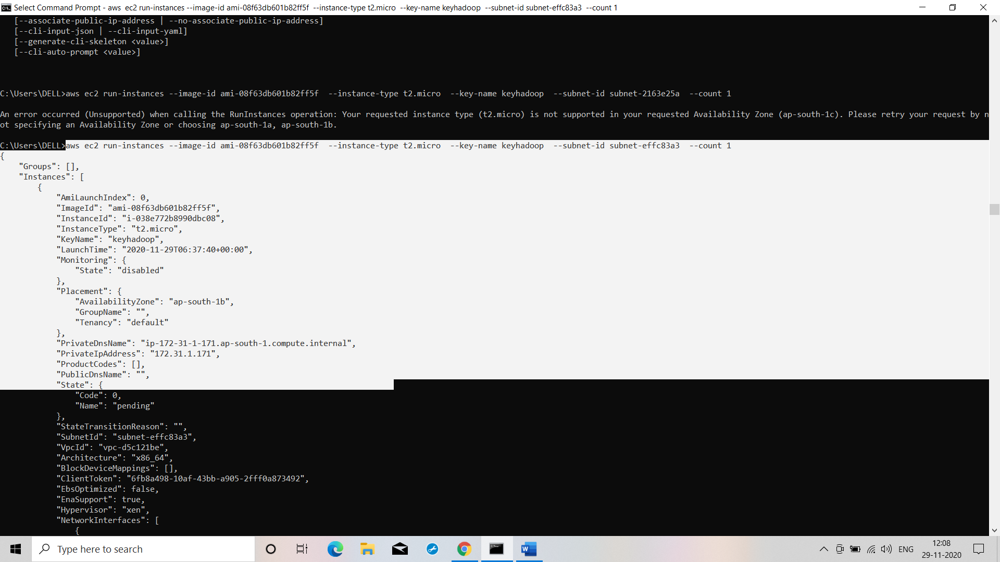 Select Command Prompt - aws  ec2 run-instances --image-id ami-08f63db601b82ff5f  --instance-type t2.micro  --key-name keyhadoop  --subnet-id subnet-effc83a3  --count 1
[--associate-public-ip-address | --no-associate-public-ip-address]
[--cli-input-json | --cli-input-yaml]
[--generate-cli-skeleton <value>]
[--cli-auto-prompt <value>]
C:\Users\DELL>aws ec2 run-instances --image-id ami-08f63db601b82ff5f  --instance-type t2.micro  --key-name keyhadoop  --subnet-id subnet-2163e25a  --count 1
An error occurred (Unsupported) when calling the RunInstances operation: Your requested instance type (t2.micro) is not supported in your requested Availability Zone (ap-south-1c). Please retry your request by n
ot specifying an Availability Zone or choosing ap-south-1a, ap-south-1b.
C:\Users\DELL>aws ec2 run-instances --image-id ami-08f63db601b82ff5f  --instance-type t2.micro  --key-name keyhadoop  --subnet-id subnet-effc83a3  --count 1
{
    "Groups": [],
    "Instances": [
        {
            "AmiLaunchIndex": 0,
            "ImageId": "ami-08f63db601b82ff5f",
            "InstanceId": "i-038e772b8990dbc08",
            "InstanceType": "t2.micro",
            "KeyName": "keyhadoop",
            "LaunchTime": "2020-11-29T06:37:40+00:00",
            "Monitoring": {
                "State": "disabled"
            },
            "Placement": {
                "AvailabilityZone": "ap-south-1b",
                "GroupName": "",
                "Tenancy": "default"
            },
            "PrivateDnsName": "ip-172-31-1-171.ap-south-1.compute.internal",
            "PrivateIpAddress": "172.31.1.171",
            "ProductCodes": [],
            "PublicDnsName": "",
            "State": {
                "Code": 0,
                "Name": "pending"
            },
            "StateTransitionReason": "",
            "SubnetId": "subnet-effc83a3",
            "VpcId": "vpc-d5c121be",
            "Architecture": "x86_64",
            "BlockDeviceMappings": [],
            "ClientToken": "6fb8a498-10af-43bb-a905-2fff0a873492",
            "EbsOptimized": false,
            "EnaSupport": true,
            "Hypervisor": "xen",
            "NetworkInterfaces": [
                {
Type here to search
ENG
12:08
29-11-2020